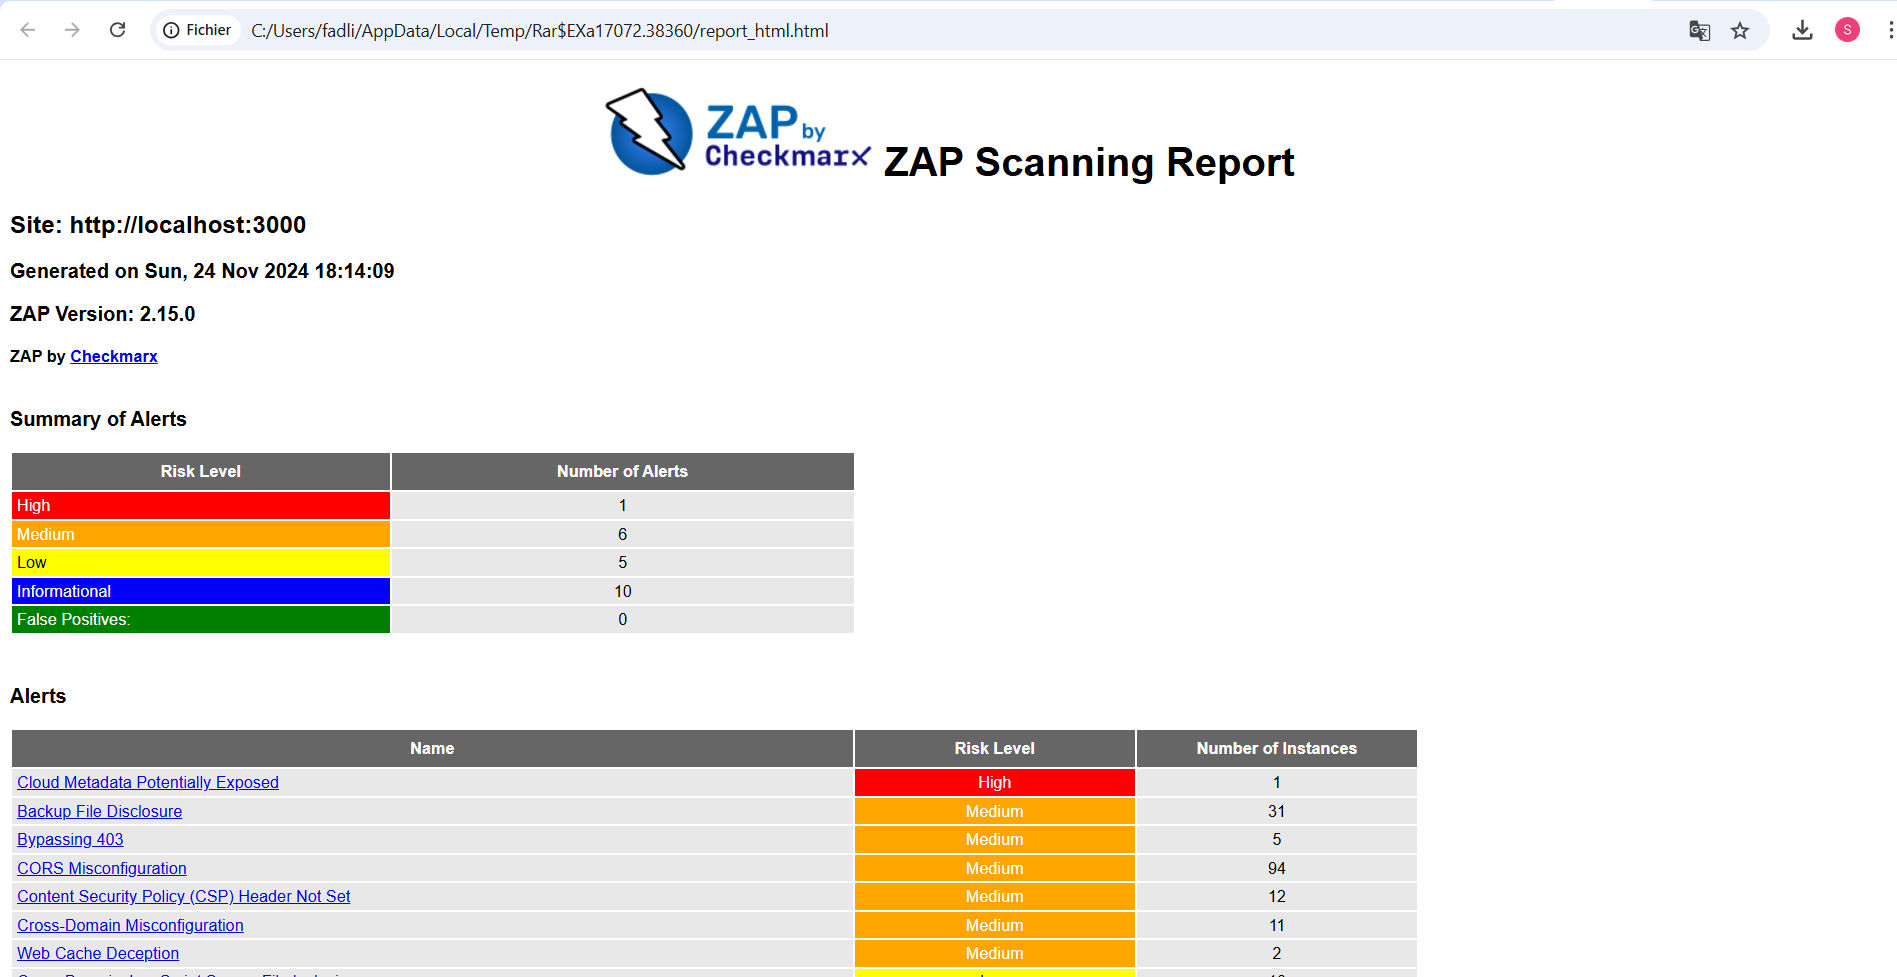 Fichier C:/Users/fadli/AppData/Local/Temp/Rar$EXa17072.38360/report_html.html
S
ZAP by
Checkmarx ZAP Scanning Report
Site: http://localhost:3000
Generated on Sun, 24 Nov 2024 18:14:09
ZAP Version: 2.15.0
ZAP by Checkmarx
Summary of Alerts
Risk Level Number of Alerts
High 1
Medium 6
Low 5
Informational 10
False Positives: 0
Alerts
Name Risk Level Number of Instances
Cloud Metadata Potentially Exposed High 1
Backup File Disclosure Medium 31
Bypassing 403 Medium 5
CORS Misconfiguration Medium 94
Content Security Policy (CSP) Header Not Set Medium 12
Cross-Domain Misconfiguration Medium 11
Web Cache Deception Medium 2